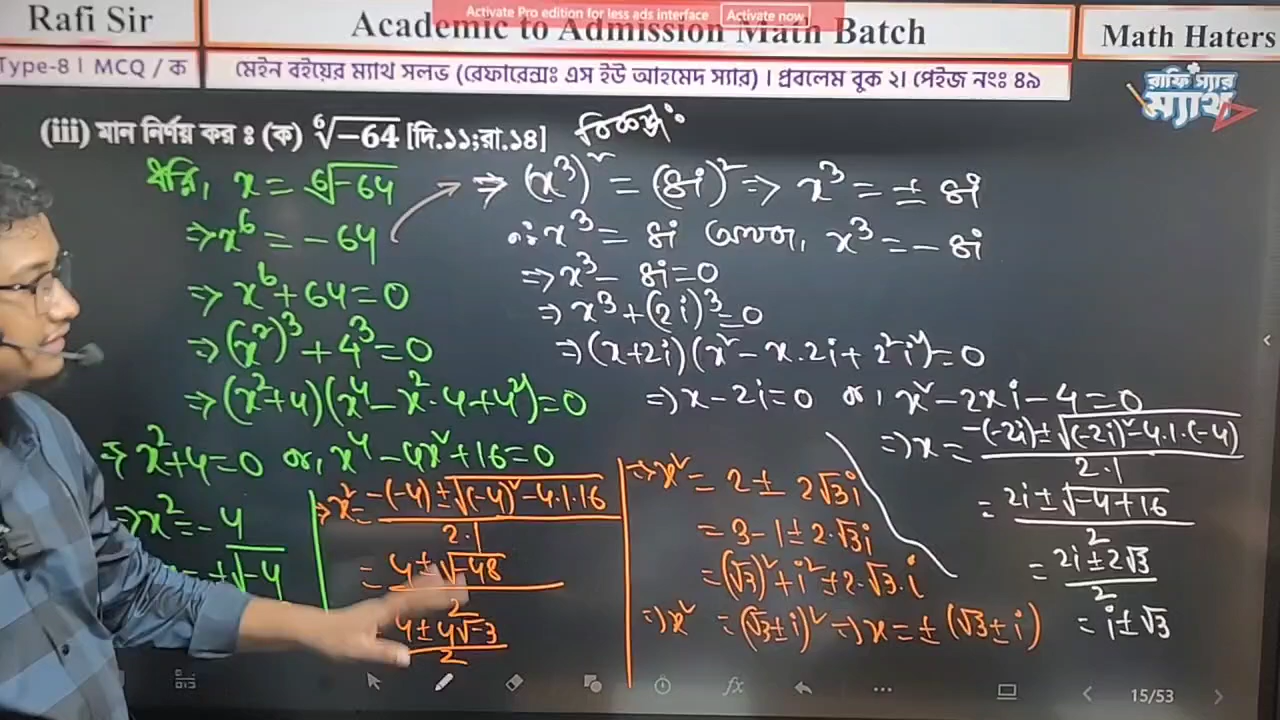 Activate Pro edition for less ads interface Activate now
Rafi Sir
Academic to Admission Math Batch
Math Haters
Type-8 | MCQ / ক
মেইন বইয়ের ম্যাথ সলভ (রেফারেন্সঃ এস ইউ আহমেদ স্যার) । প্রবলেম বুক ২। পেইজ নংঃ ৪৯
রাফি স্যার
ম্যাথ
(iii) মান নির্ণয় কর ঃ (ক) ⁶√-64 [দি.১১;রা.১৪] বিকল্প:
ধরি, x = ⁶√-64
⇒ x⁶ = -64
⇒ x⁶ + 64 = 0
⇒ (x²)³ + 4³ = 0
⇒ (x²+4)(x⁴ - x²·4 + 4²) = 0
⇒ x²+4 = 0 or, x⁴ - 4x² + 16 = 0
⇒ x² = -4
= ±√-4
⇒ x² = -(-4) ± √(-4)² - 4·1·16 / 2·1
= 4 ± √-48 / 2
4 ± 4√-3 / 2
⇒ x² = 2 ± 2√3i
= 3 - 1 ± 2·√3i
= (√3)² + i² ± 2·√3·i
⇒ x² = (√3 ± i)² ⇒ x = ± (√3 ± i)
⇒ (x³)² = (8i)² ⇒ x³ = ± 8i
∴ x³ = 8i অথবা, x³ = -8i
⇒ x³ - 8i = 0
⇒ x³ + (2i)³ = 0
⇒ (x+2i)(x² - x·2i + 2²i²) = 0
⇒ x - 2i = 0 or, x² - 2xi - 4 = 0
⇒ x = -(-2i) ± √(-2i)² - 4·1·(-4) / 2·1
= 2i ± √-4+16 / 2
= 2i ± 2√3 / 2
= i ± √3
15/53